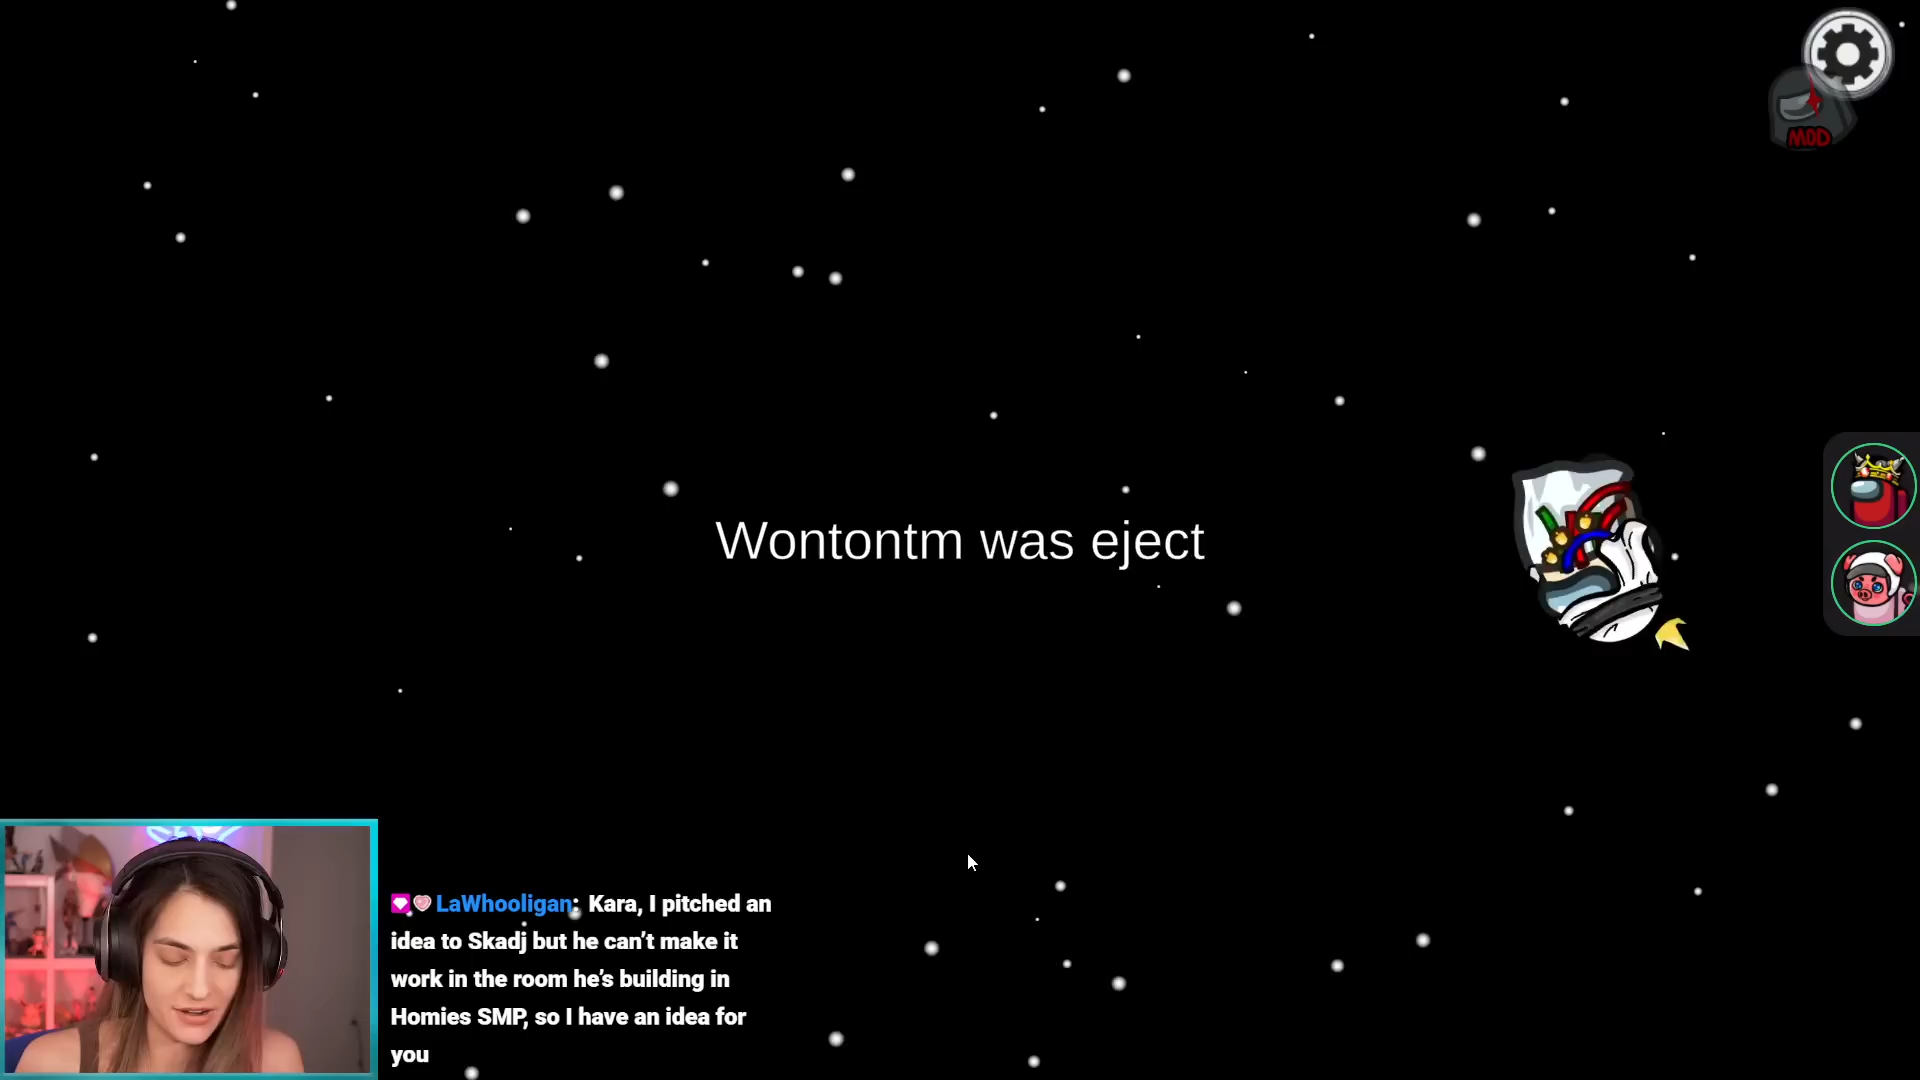 MOD
Wontontm was eject
LaWhooligan: Kara, I pitched an
idea to Skadj but he can’t make it
work in the room he’s building in
Homies SMP, so I have an idea for
you